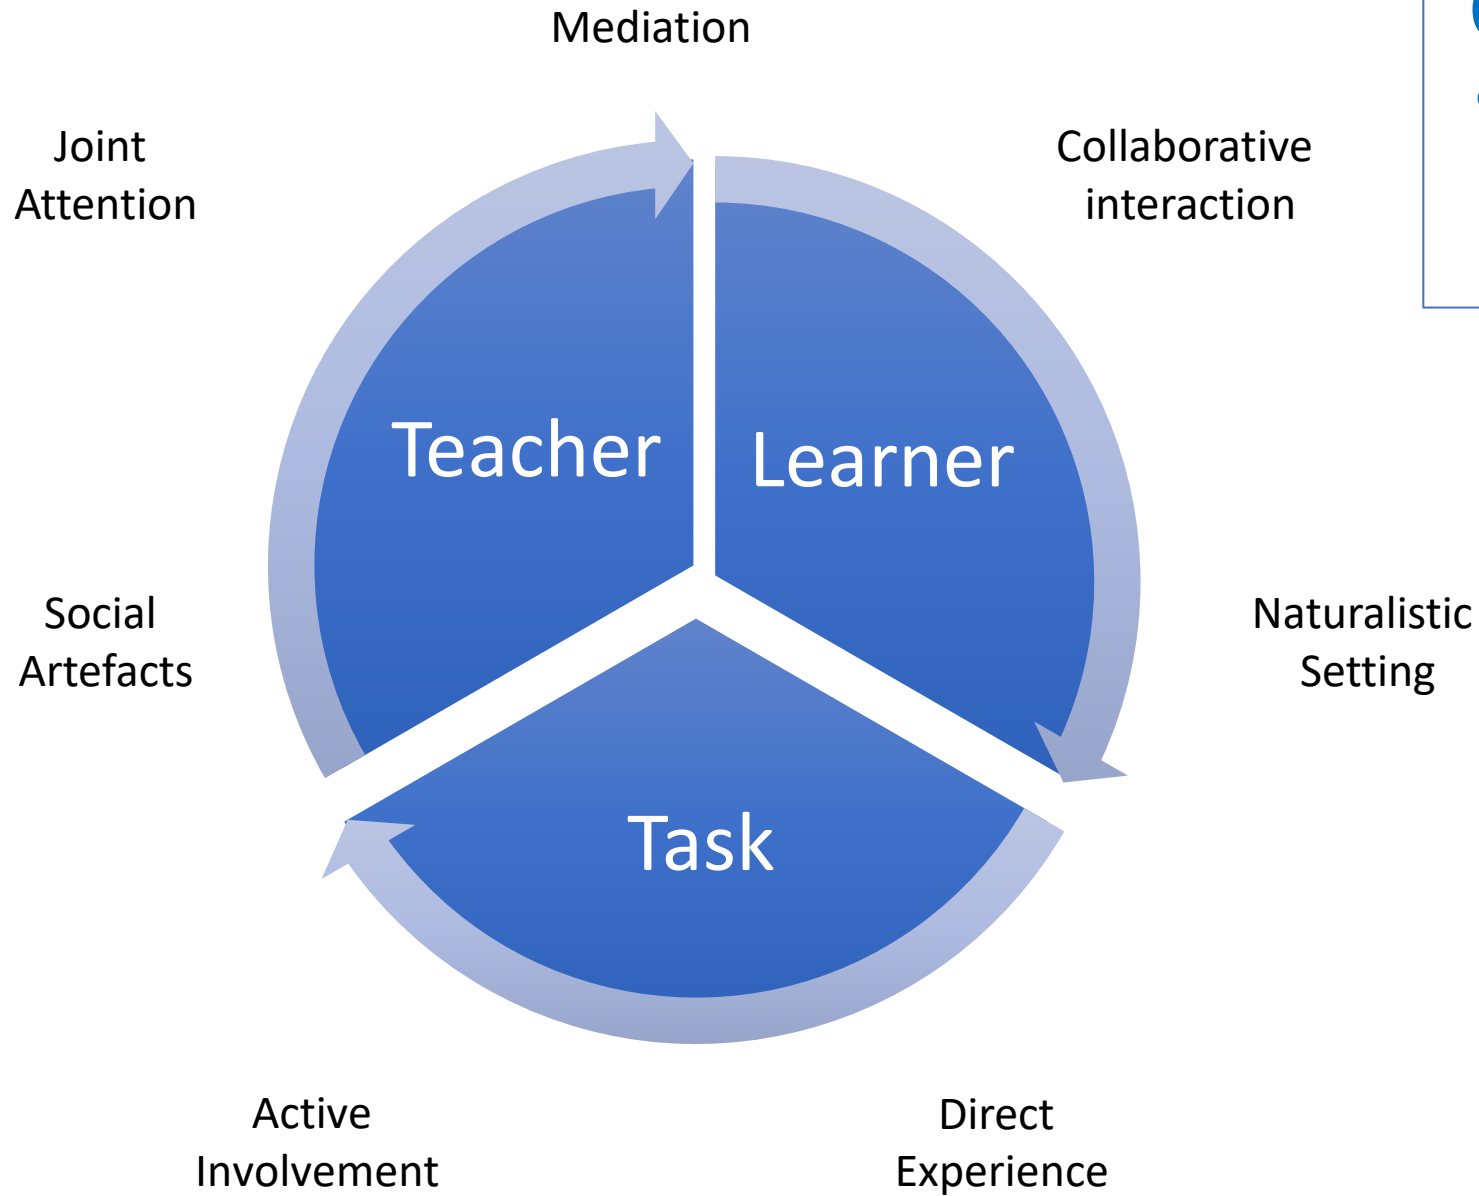 Mediation
Joint
Attention
Collaborative
interaction
Teacher
Learner
Social
Artefacts
Naturalistic
Setting
Task
Active
Involvement
Direct
Experience